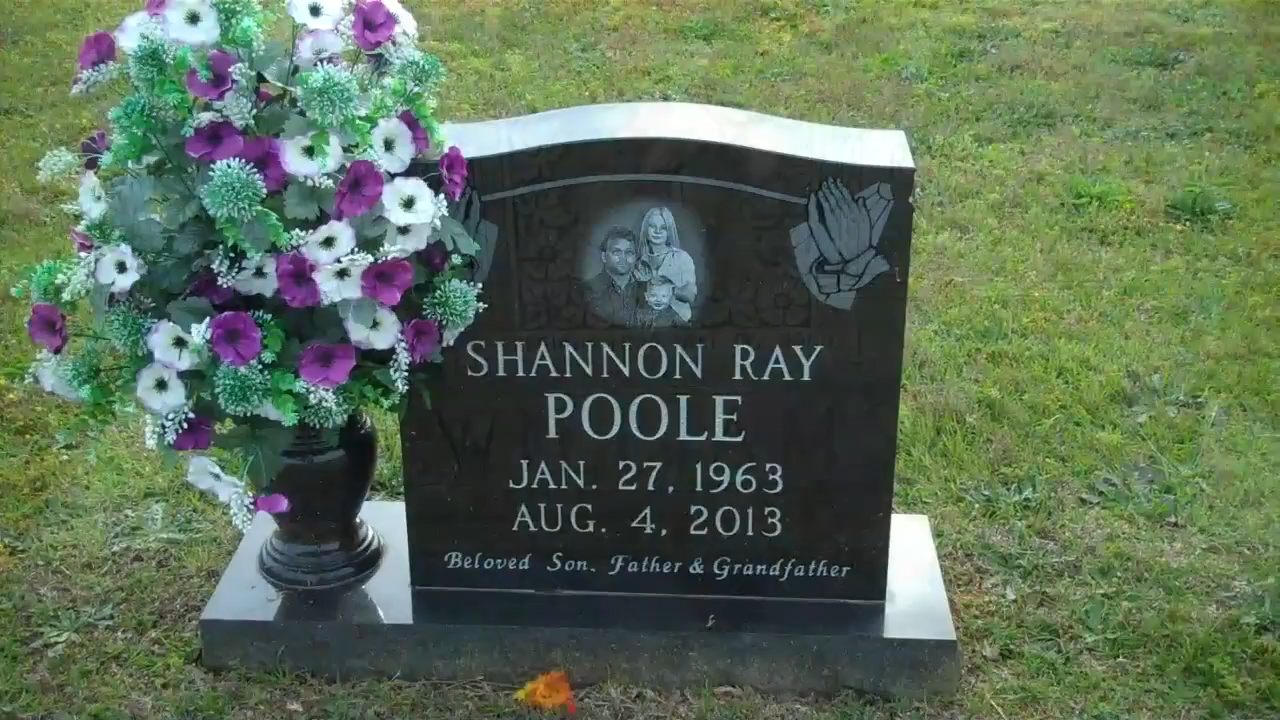 SHANNON RAY
POOLE
JAN. 27, 1963
AUG. 4, 2013
Beloved Son, Father & Grandfather